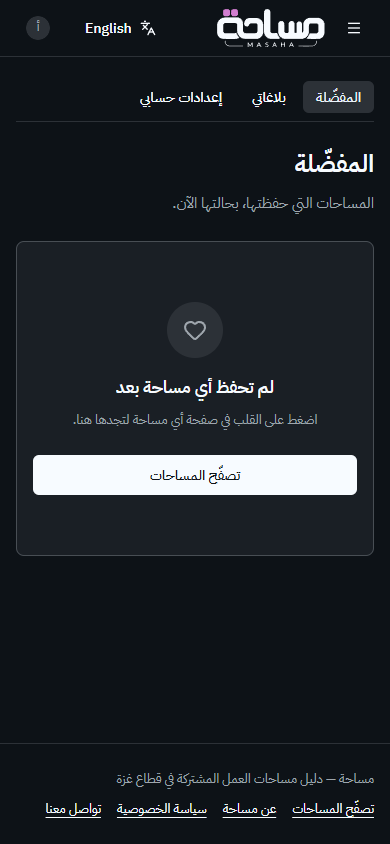 مساحة
MASAHA
English
أ
المفضّلة
بلاغاتي
إعدادات حسابي
المفضّلة
المساحات التي حفظتها، بحالتها الآن.
لم تحفظ أي مساحة بعد
اضغط على القلب في صفحة أي مساحة لتجدها هنا.
تصفّح المساحات
مساحة — دليل مساحات العمل المشتركة في قطاع غزة
تصفّح المساحات
عن مساحة
سياسة الخصوصية
تواصل معنا